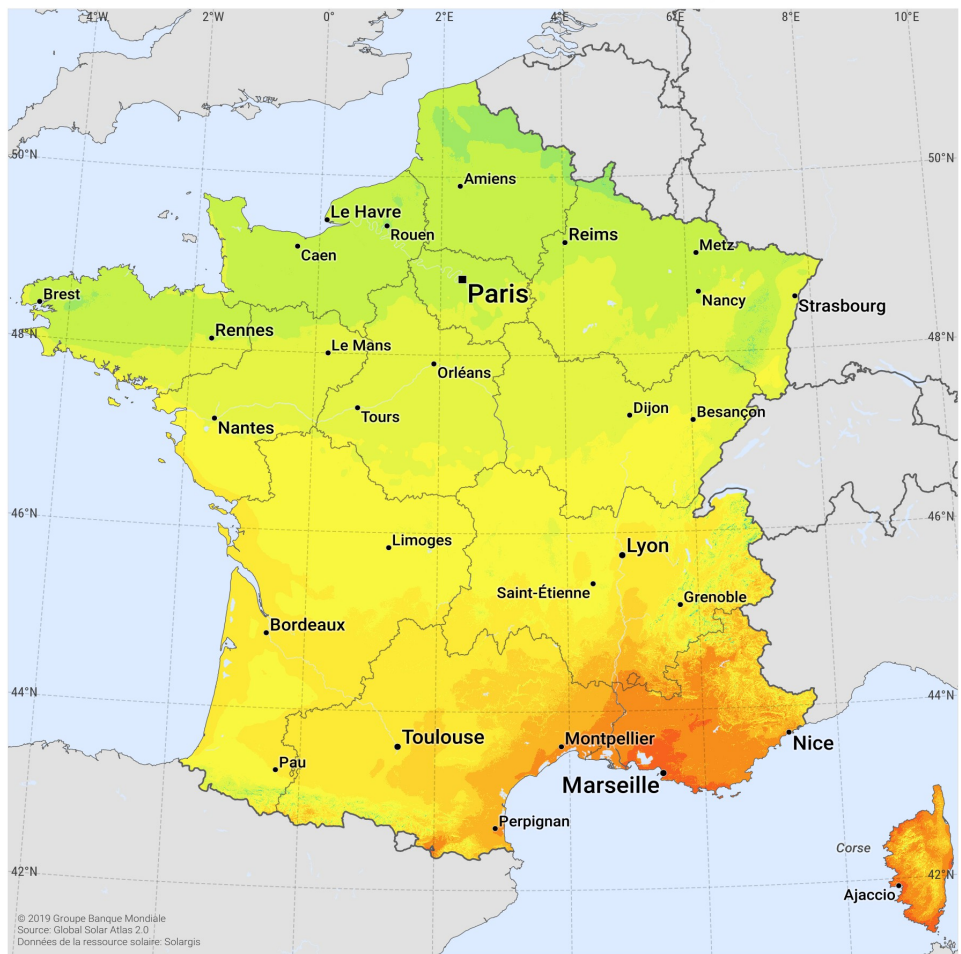 4°W 2°W 0° 2°E 4°E 6°E 8°E 10°E
50°N 50°N
Amiens
Le Havre
Rouen
Caen
Reims
Metz
Paris
Brest
Nancy
Strasbourg
Rennes
48°N 48°N
Le Mans
Orléans
Tours
Dijon
Besançon
Nantes
46°N 46°N
Limoges
Lyon
Saint-Étienne
Grenoble
Bordeaux
44°N 44°N
Toulouse
Montpellier
Nice
Pau
Marseille
Perpignan
Corse
42°N 42°N
Ajaccio
© 2019 Groupe Banque Mondiale
Source: Global Solar Atlas 2.0
Données de la ressource solaire: Solargis